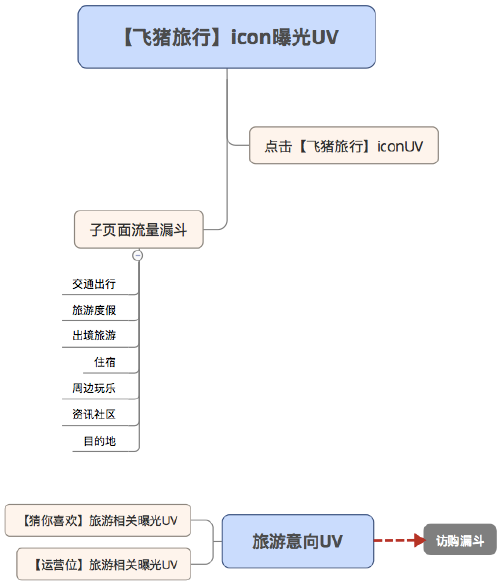 【飞猪旅行】icon曝光UV
点击【飞猪旅行】iconUV
子页面流量漏斗
交通出行
旅游度假
出境旅游
住宿
周边玩乐
资讯社区
目的地
【猜你喜欢】旅游相关曝光UV
【运营位】旅游相关曝光UV
旅游意向UV
访购漏斗